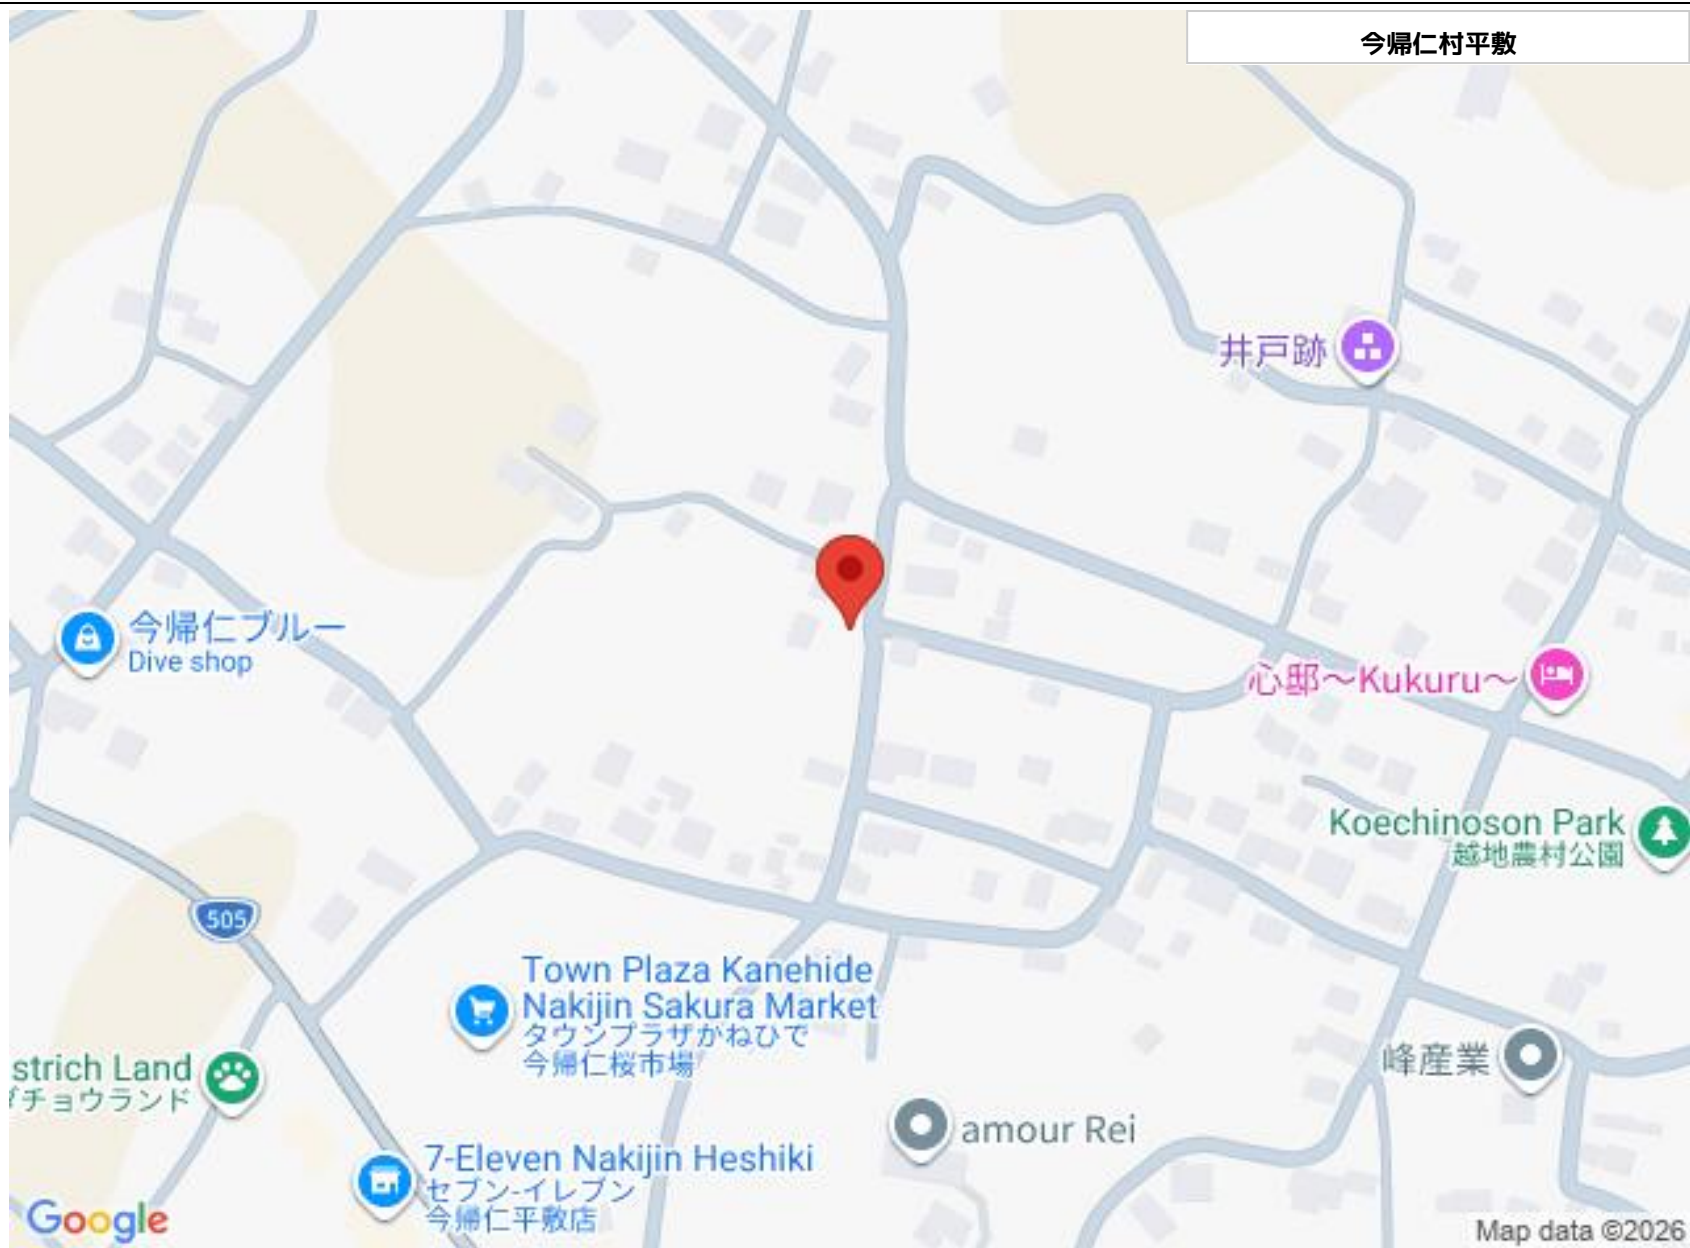 今帰仁村平敷
井戸跡
今帰仁ブルー
Dive shop
心邸～Kukuru～
Koechinoson Park
越地農村公園
505
Town Plaza Kanehide
Nakijin Sakura Market
タウンプラザかねひで
今帰仁桜市場
strich Land
ダチョウランド
峰産業
amour Rei
7-Eleven Nakijin Heshiki
セブン-イレブン
今帰仁平敷店
Google
Map data ©2026